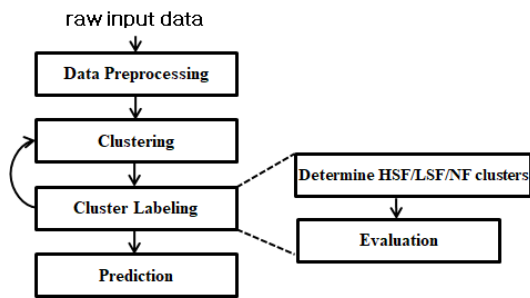 raw input data
Data Preprocessing
Clustering
Cluster Labeling
Prediction
Determine HSF/LSF/NF clusters
Evaluation